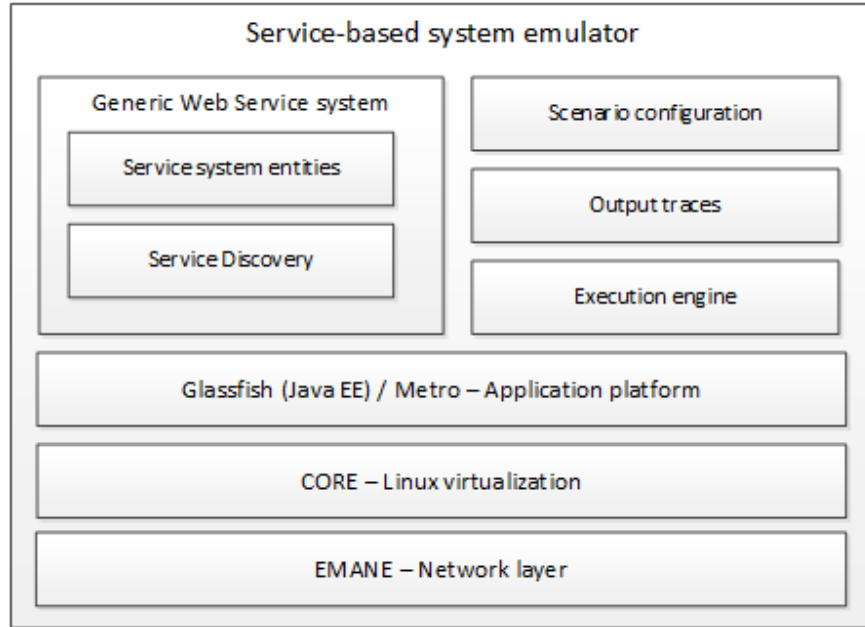 Service-based system emulator
Generic Web Service system
Service system entities
Service Discovery
Scenario configuration
Output traces
Execution engine
Glassfish (Java EE) / Metro – Application platform
CORE – Linux virtualization
EMANE – Network layer